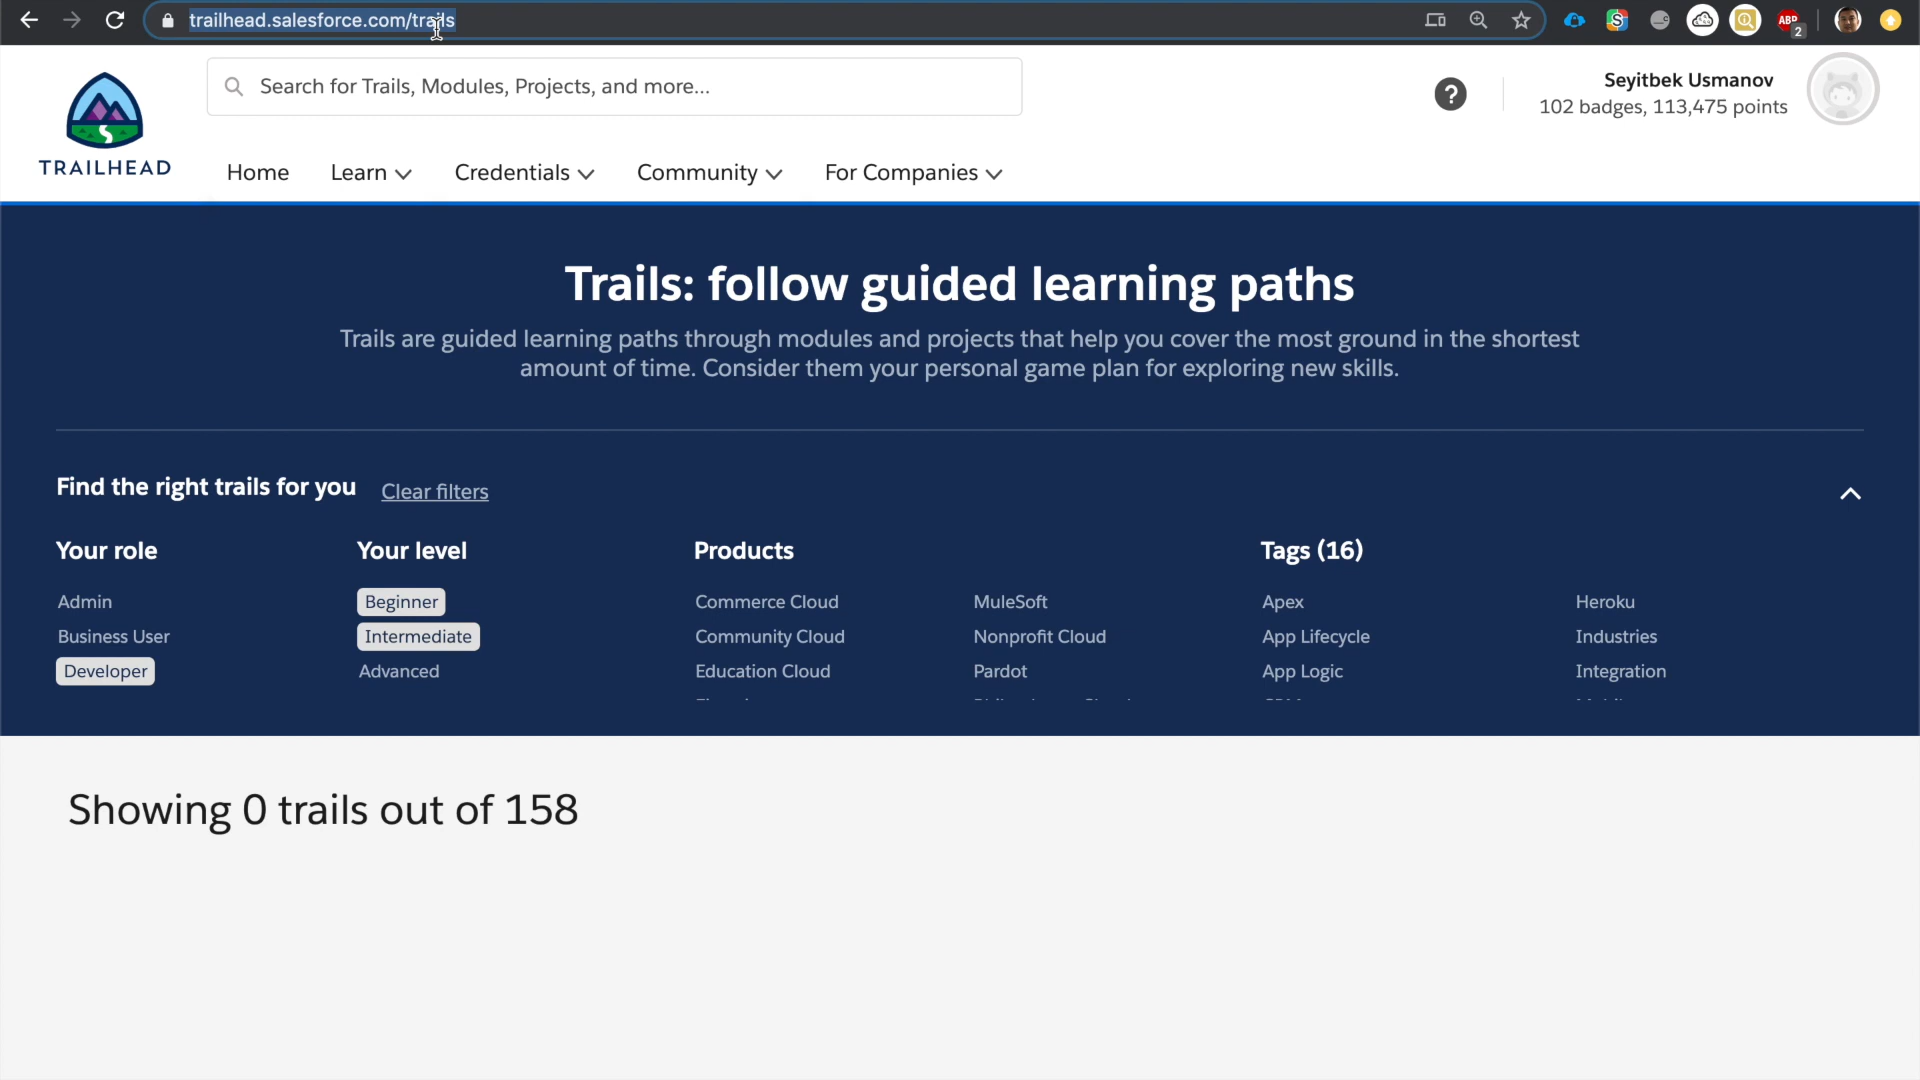 trailhead.salesforce.com/trails
ABP
2
Search for Trails, Modules, Projects, and more...
?
Seyitbek Usmanov
102 badges, 113,475 points
TRAILHEAD
Home Learn Credentials Community For Companies
Trails: follow guided learning paths
Trails are guided learning paths through modules and projects that help you cover the most ground in the shortest
amount of time. Consider them your personal game plan for exploring new skills.
Find the right trails for you Clear filters
Your role
Admin
Business User
Developer
Your level
Beginner
Intermediate
Advanced
Products
Commerce Cloud
Community Cloud
Education Cloud
MuleSoft
Nonprofit Cloud
Pardot
Tags (16)
Apex
App Lifecycle
App Logic
Heroku
Industries
Integration
Showing 0 trails out of 158